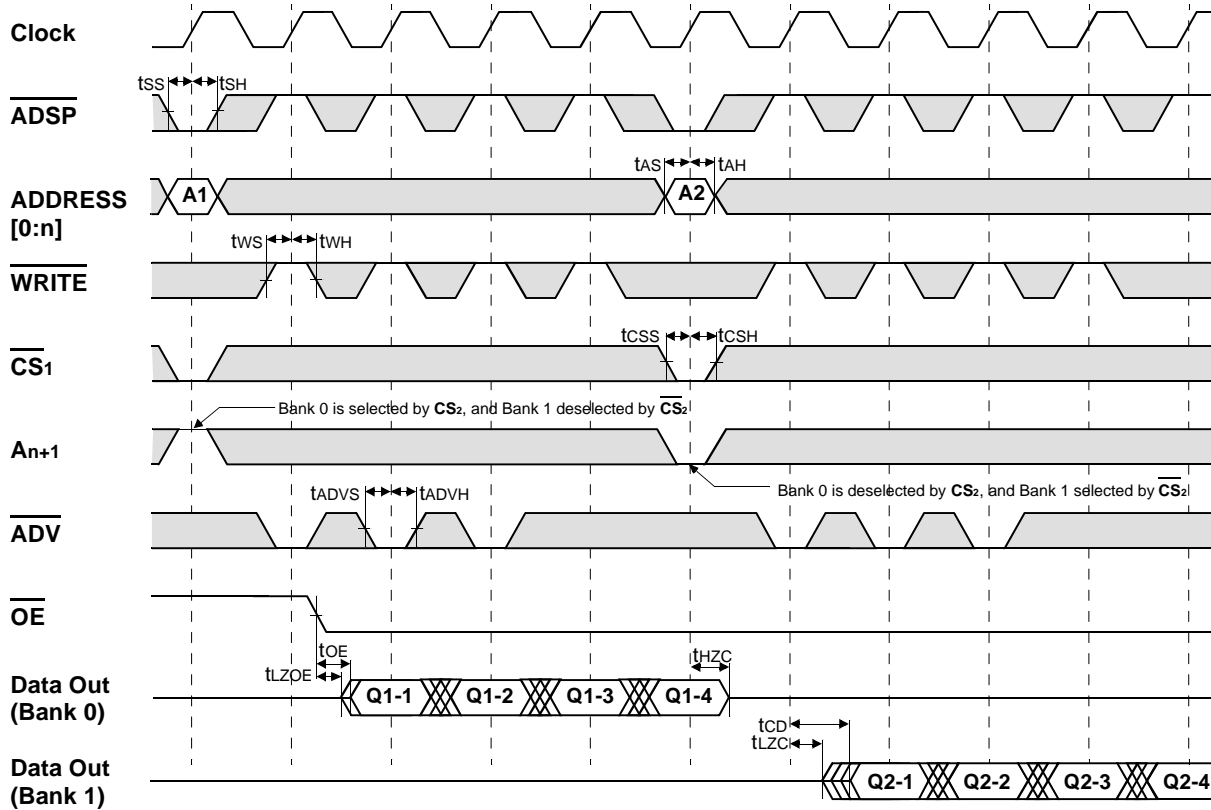 Clock
tSS
tSH
ADSP
tAS
tAH
ADDRESS
[0:n]
A1
A2
tWS
tWH
WRITE
tCSS
tCSH
CS1
Bank 0 is selected by CS2, and Bank 1 deselected by CS2
An+1
Bank 0 is deselected by CS2, and Bank 1 selected by CS2
tADVS
tADVH
ADV
OE
tOE
tLZOE
tHZC
Data Out
(Bank 0)
Q1-1
Q1-2
Q1-3
Q1-4
tCD
tLZC
Data Out
(Bank 1)
Q2-1
Q2-2
Q2-3
Q2-4